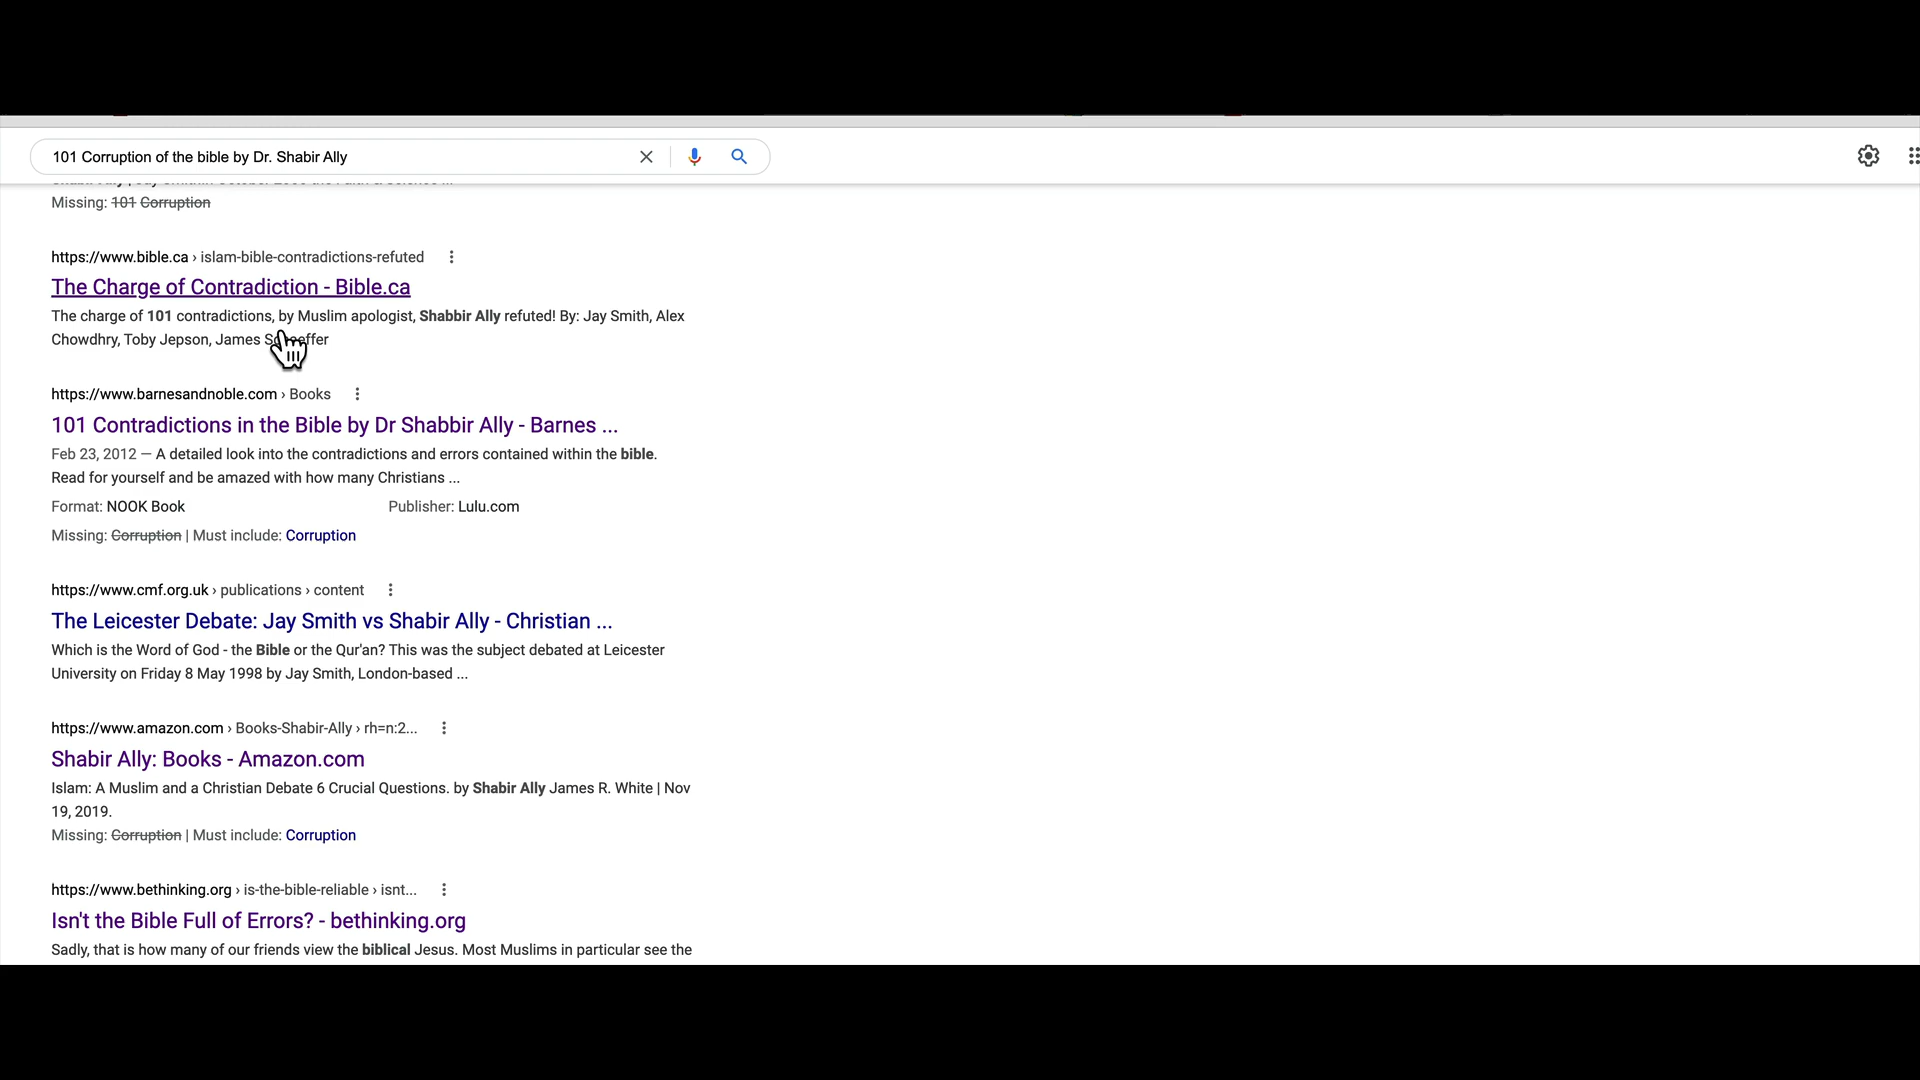 101 Corruption of the bible by Dr. Shabir Ally
Missing: 101 Corruption
https://www.bible.ca › islam-bible-contradictions-refuted
The Charge of Contradiction - Bible.ca
The charge of 101 contradictions, by Muslim apologist, Shabbir Ally refuted! By: Jay Smith, Alex
Chowdhry, Toby Jepson, James
https://www.barnesandnoble.com › Books
101 Contradictions in the Bible by Dr Shabbir Ally - Barnes ...
Feb 23, 2012 — A detailed look into the contradictions and errors contained within the bible.
Read for yourself and be amazed with how many Christians ...
Format: NOOK Book Publisher: Lulu.com
Missing: Corruption | Must include: Corruption
https://www.cmf.org.uk › publications › content
The Leicester Debate: Jay Smith vs Shabir Ally - Christian ...
Which is the Word of God - the Bible or the Qur'an? This was the subject debated at Leicester
University on Friday 8 May 1998 by Jay Smith, London-based ...
https://www.amazon.com › Books-Shabir-Ally › rh=n:2...
Shabir Ally: Books - Amazon.com
Islam: A Muslim and a Christian Debate 6 Crucial Questions. by Shabir Ally James R. White | Nov
19, 2019.
Missing: Corruption | Must include: Corruption
https://www.bethinking.org › is-the-bible-reliable › isnt...
Isn't the Bible Full of Errors? - bethinking.org
Sadly, that is how many of our friends view the biblical Jesus. Most Muslims in particular see the